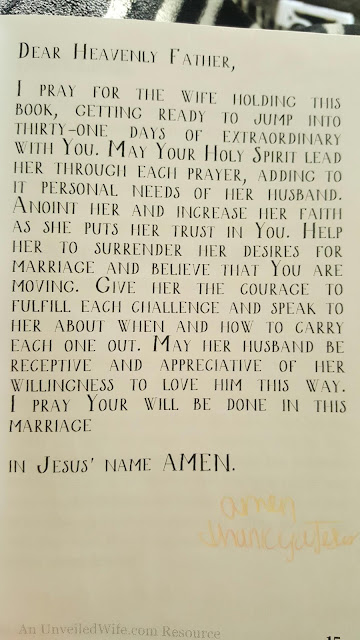 Dear Heavenly Father,
I pray for the wife holding this
book, getting ready to jump into
thirty-one days of extraordinary
with You. May Your Holy Spirit lead
her through each prayer, adding to
it personal needs of her husband.
Anoint her and increase her faith
as she puts her trust in You. Help
her to surrender her desires for
marriage and believe that You are
moving. Give her the courage to
fulfill each challenge and speak to
her about when and how to carry
each one out. May her husband be
receptive and appreciative of her
willingness to love him this way.
I pray Your will be done in this
marriage
in Jesus' name AMEN.
amen
An UnveiledWife.com Resource